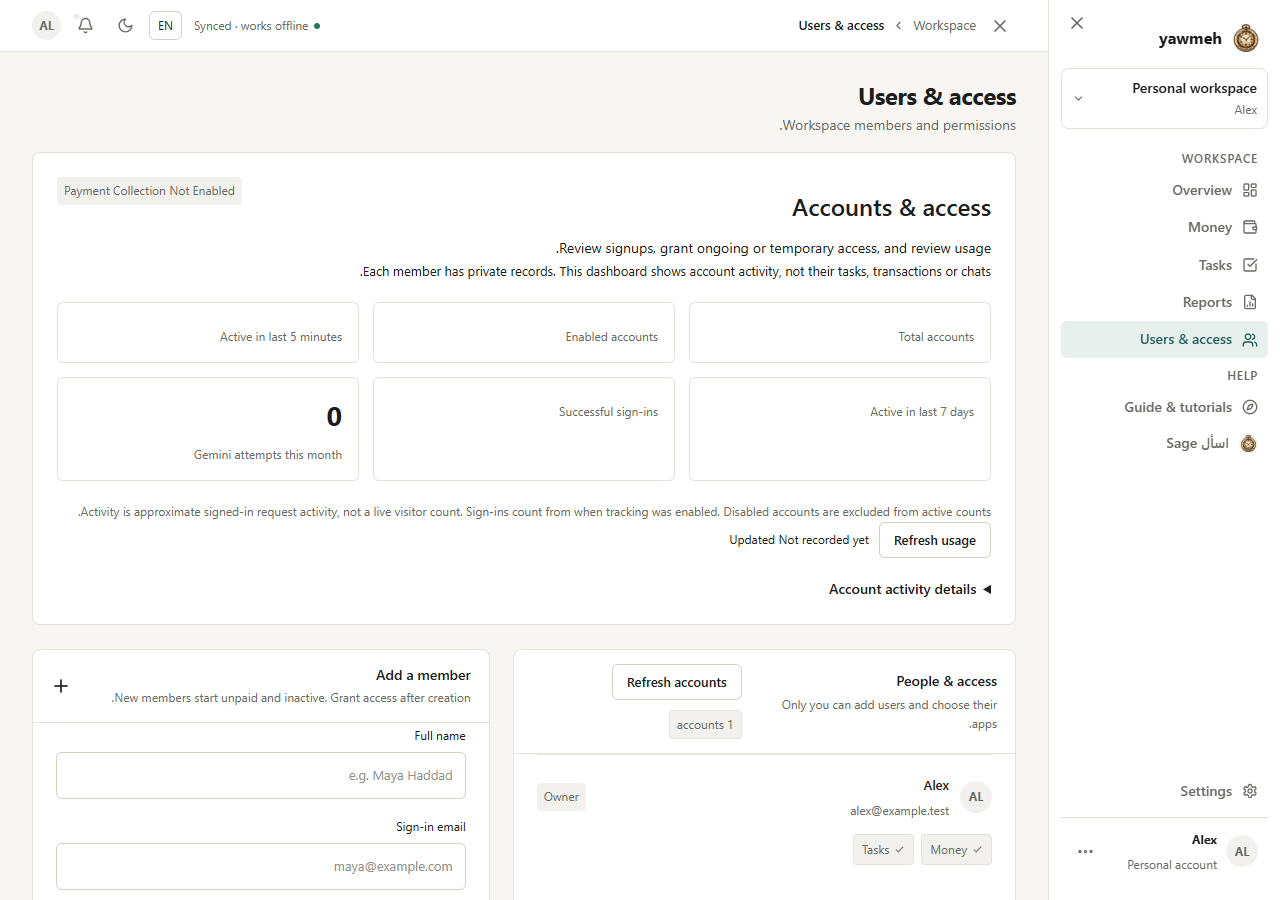 AL
EN
Synced · works offline
Users & access
Workspace
Users & access
.Workspace members and permissions
Payment Collection Not Enabled
Accounts & access
.Review signups, grant ongoing or temporary access, and review usage
.Each member has private records. This dashboard shows account activity, not their tasks, transactions or chats
Total accounts
Enabled accounts
Active in last 5 minutes
Active in last 7 days
Successful sign-ins
0
Gemini attempts this month
.Activity is approximate signed-in request activity, not a live visitor count. Sign-ins count from when tracking was enabled. Disabled accounts are excluded from active counts
Refresh usage
Updated Not recorded yet
Account activity details
People & access
Only you can add users and choose their
.apps
Refresh accounts
accounts 1
Alex
AL
alex@example.test
Owner
Money
Tasks
Add a member
.New members start unpaid and inactive. Grant access after creation
Full name
e.g. Maya Haddad
Sign-in email
maya@example.com
yawmeh
Personal workspace
Alex
WORKSPACE
Overview
Money
Tasks
Reports
Users & access
HELP
Guide & tutorials
اسأل Sage
Settings
Alex
AL
Personal account